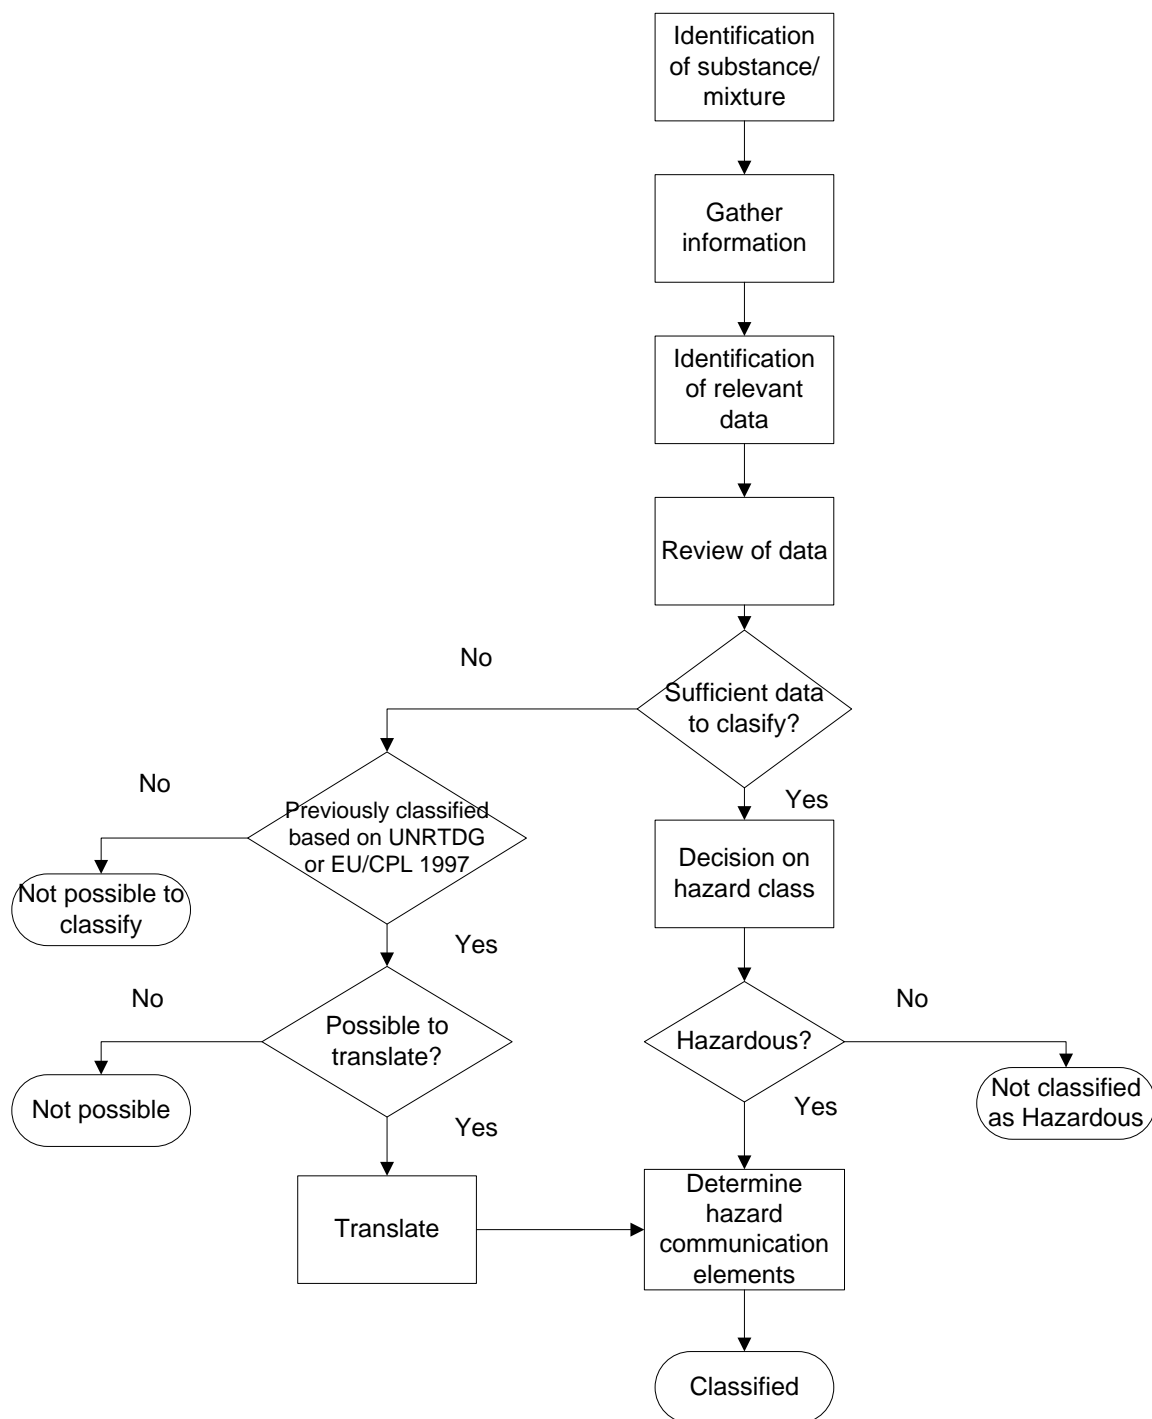 Identification
of substance/
mixture
Gather
information
Identification
of relevant
data
Review of data
No
Sufficient data
to clasify?
Yes
No
Previously classified
based on UNRTDG
or EU/CPL 1997
Decision on
hazard class
Not possible to
classify
Yes
No
Possible to
translate?
Hazardous?
No
Not possible
Yes
Yes
Not classified
as Hazardous
Translate
Determine
hazard
communication
elements
Classified